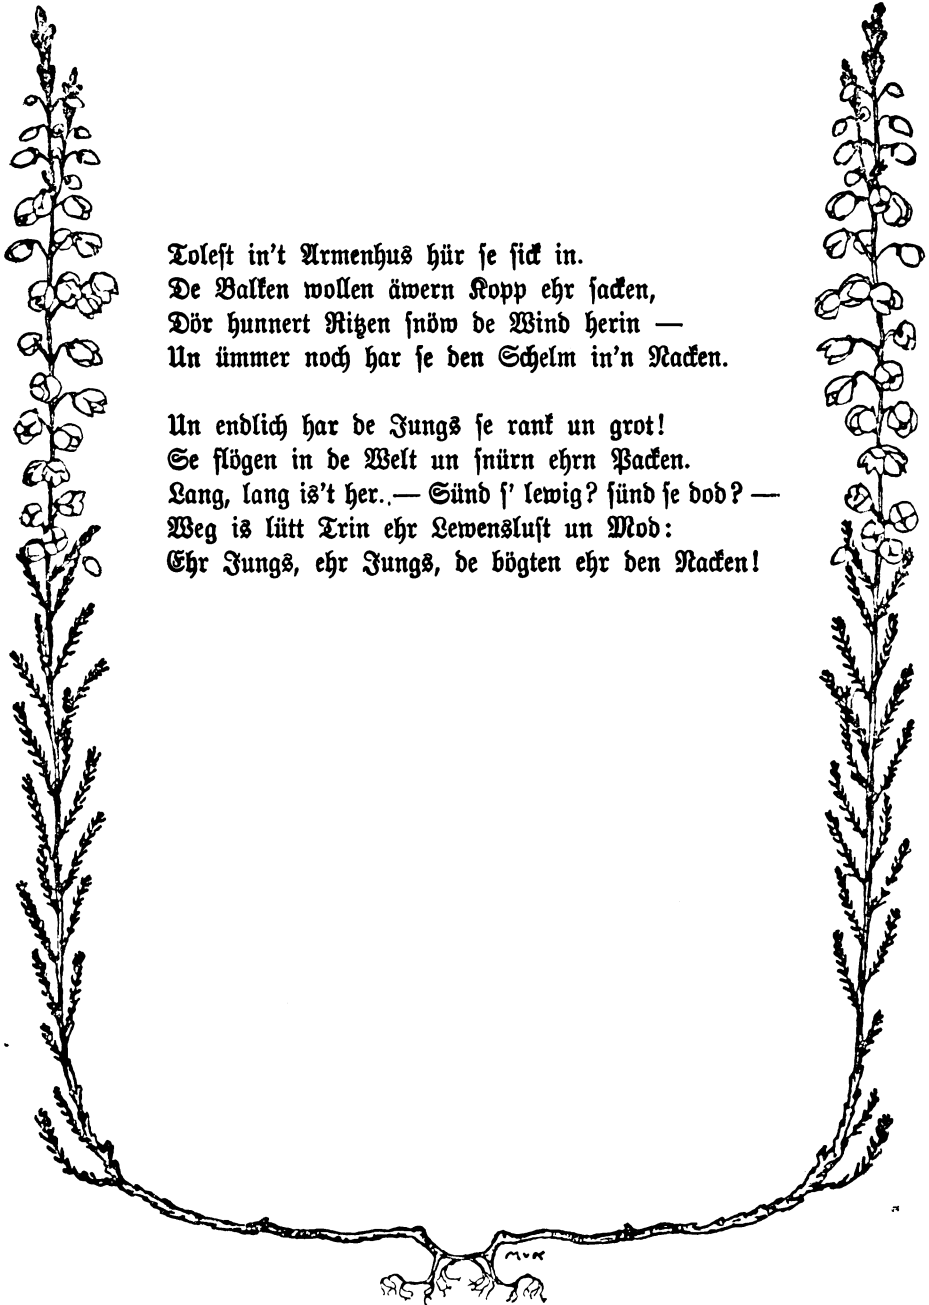 Tolest in't Armenhus hür se sick in.
De Balken wollen äwern Kopp ehr sacken,
Dör hunnert Ritzen snöw de Wind herin —
Un ümmer noch har se den Schelm in'n Nacken.

Un endlich har de Jungs se rank un grot!
Se flögen in de Welt un snürn ehrn Packen.
Lang, lang is't her. — Sünd s' lewig? sünd se dod? —
Weg is lütt Trin ehr Lewenslust un Mod:
Ehr Jungs, ehr Jungs, de bögten ehr den Nacken!